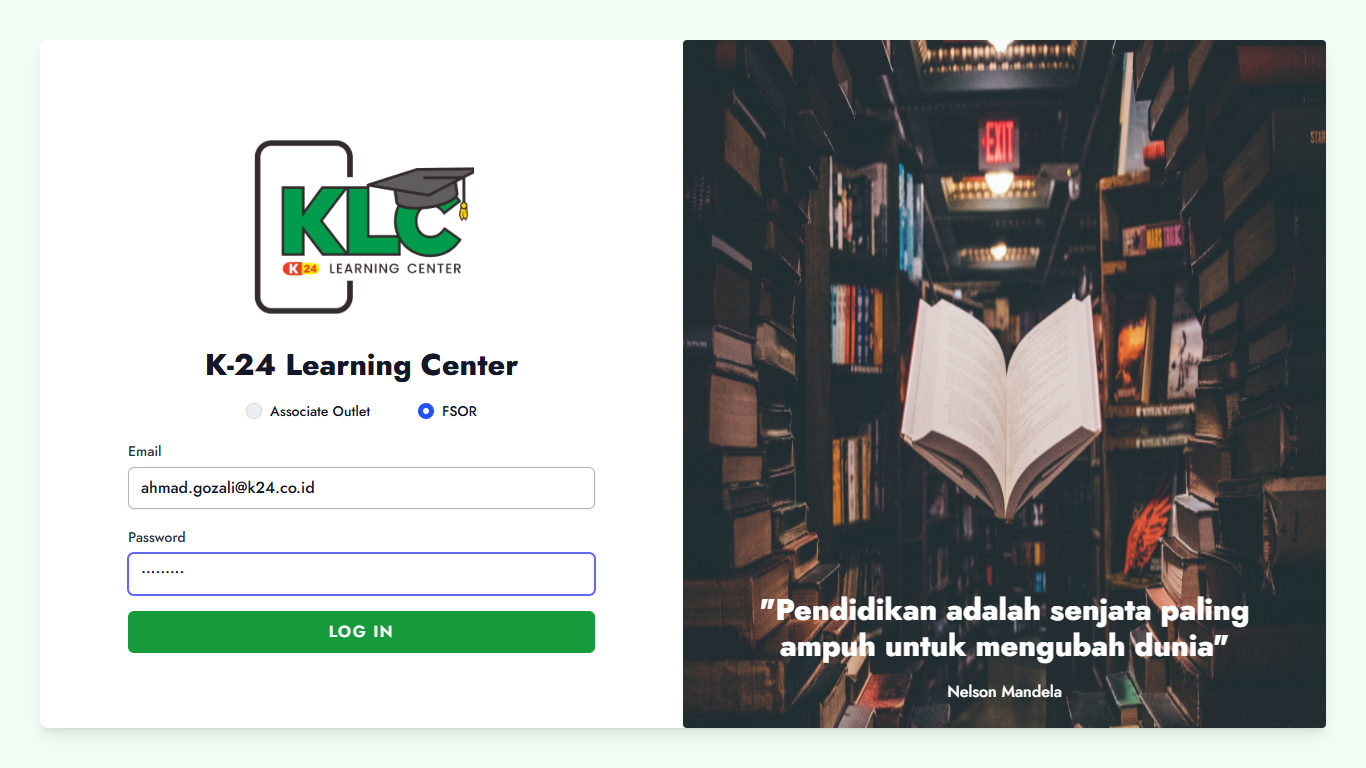 KLC
K24 LEARNING CENTER
K-24 Learning Center
Associate Outlet
FSOR
Email
ahmad.gozali@k24.co.id
Password
.........
LOG IN
EXIT
MARS
"Pendidikan adalah senjata paling
ampuh untuk mengubah dunia"
Nelson Mandela